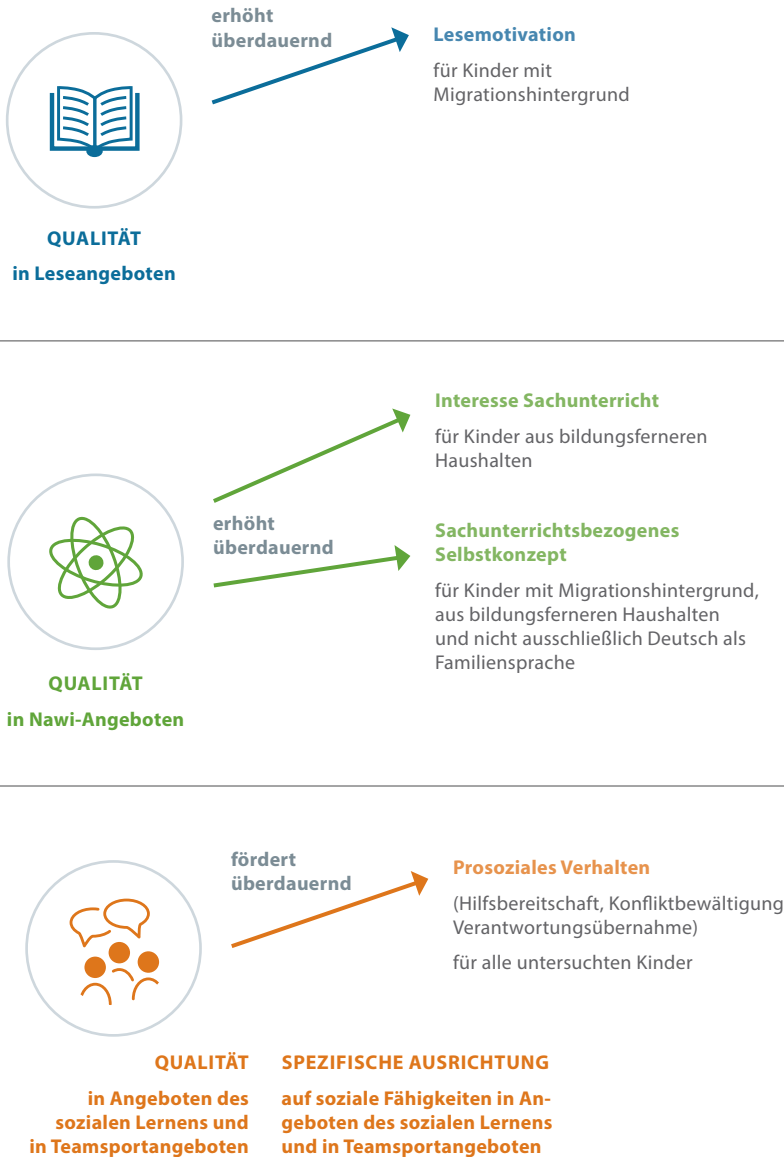 erhöht
überdauernd
Lesemotivation
für Kinder mit
Migrationshintergrund
QUALITÄT
in Leseangeboten
Interesse Sachunterricht
für Kinder aus bildungsferneren
Haushalten
erhöht
überdauernd
Sachunterrichtsbezogenes
Selbstkonzept
für Kinder mit Migrationshintergrund,
aus bildungsferneren Haushalten
und nicht ausschließlich Deutsch als
Familiensprache
QUALITÄT
in Nawi-Angeboten
fördert
überdauernd
Prosoziales Verhalten
(Hilfsbereitschaft, Konfliktbewältigung
Verantwortungsübernahme)
für alle untersuchten Kinder
QUALITÄT
in Angeboten des
sozialen Lernens und
in Teamsportangeboten
SPEZIFISCHE AUSRICHTUNG
auf soziale Fähigkeiten in An-
geboten des sozialen Lernens
und in Teamsportangeboten